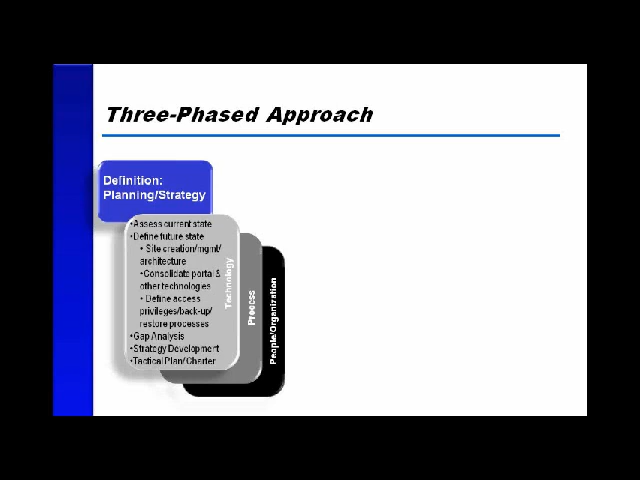 Three-Phased Approach
Definition:
Planning/Strategy
•Assess current state
•Define future state
• Site creation/mgmt/
architecture
•Consolidate portal &
other technologies
• Define access
privileges/back-up/
restore processes
•Gap Analysis
•Strategy Development
•Tactical Plan/Charter
Technology
Process
People/Organization